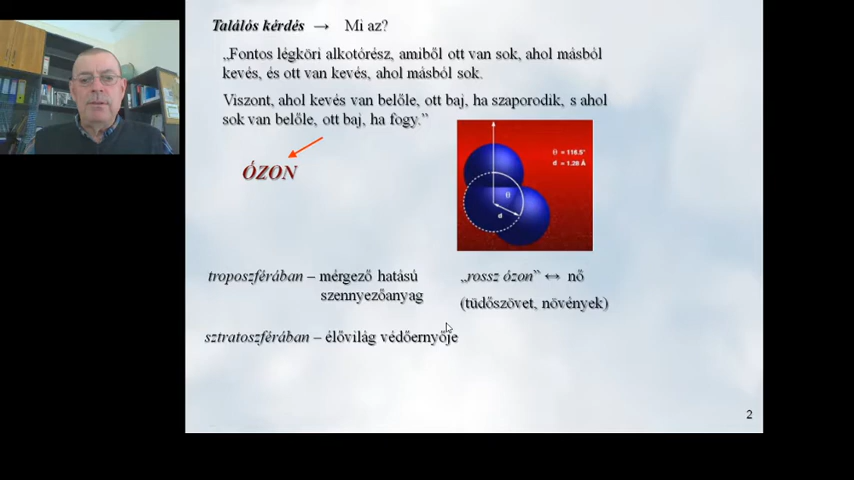 Találós kérdés → Mi az?
„Fontos légköri alkotórész, amiből ott van sok, ahol másból
kevés, és ott van kevés, ahol másból sok.
Viszont, ahol kevés van belőle, ott baj, ha szaporodik, s ahol
sok van belőle, ott baj, ha fogy.”
ÓZON
θ = 116.5°
d = 1.28 Å
θ
d
troposzférában – mérgező hatású „rossz ózon” ↔ nő
szennyezőanyag (tüdőszövet, növények)
sztratoszférában – élővilág védőernyője
2